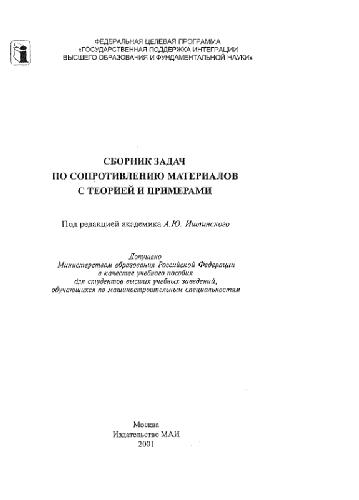 ФЕДЕРАЛЬНАЯ ЦЕЛЕВАЯ ПРОГРАММА
«ГОСУДАРСТВЕННАЯ ПОДДЕРЖКА ИНТЕГРАЦИИ
ВЫСШЕГО ОБРАЗОВАНИЯ И ФУНДАМЕНТАЛЬНОЙ НАУКИ»
СБОРНИК ЗАДАЧ
ПО СОПРОТИВЛЕНИЮ МАТЕРИАЛОВ
С ТЕОРИЕЙ И ПРИМЕРАМИ
Под редакцией академика А.Ю. Ишлинского
Допущено
Министерством образования Российской Федерации
в качестве учебного пособия
для студентов высших учебных заведений,
обучающихся по машиностроительным специальностям
Москва
Издательство МАИ
2001